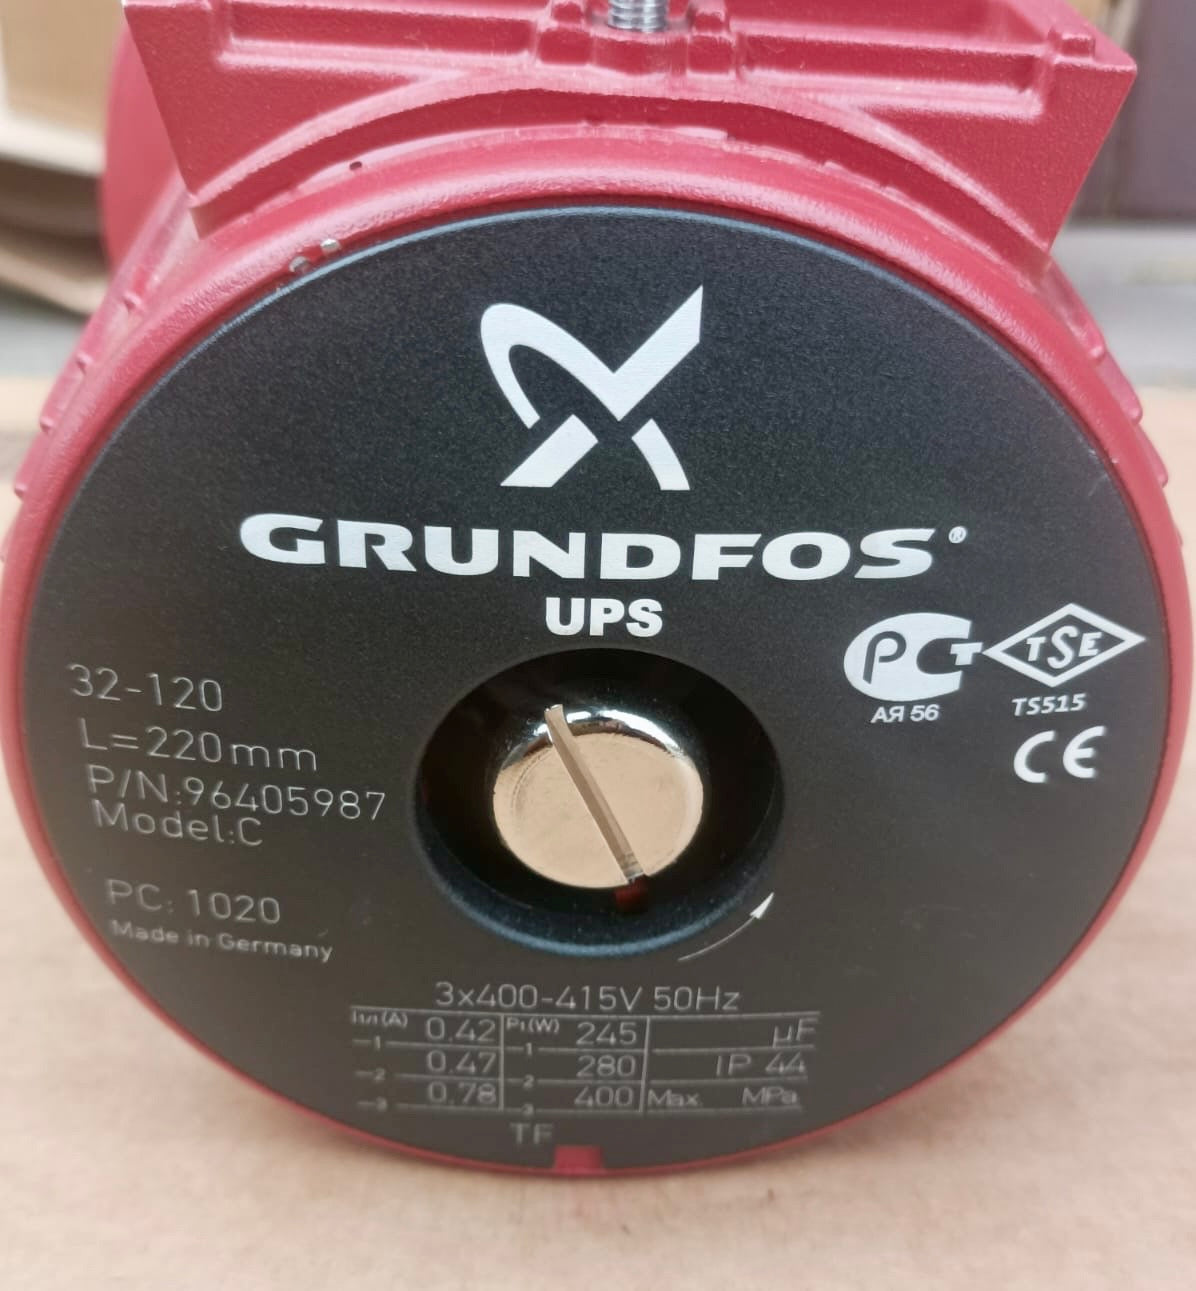 GRUNDFOS®
UPS
32-120
L=220mm
P/N:96405987
Model:C
PC: 1020
Made in Germany
PCT
АЯ 56
TSE
TS515
CE
3x400-415V 50Hz
I1/1(A) 0.42 P1(W) 245 µF
1 0.47 1 280 IP 44
2 0.78 2 400 Max. MPa
3 3
TF